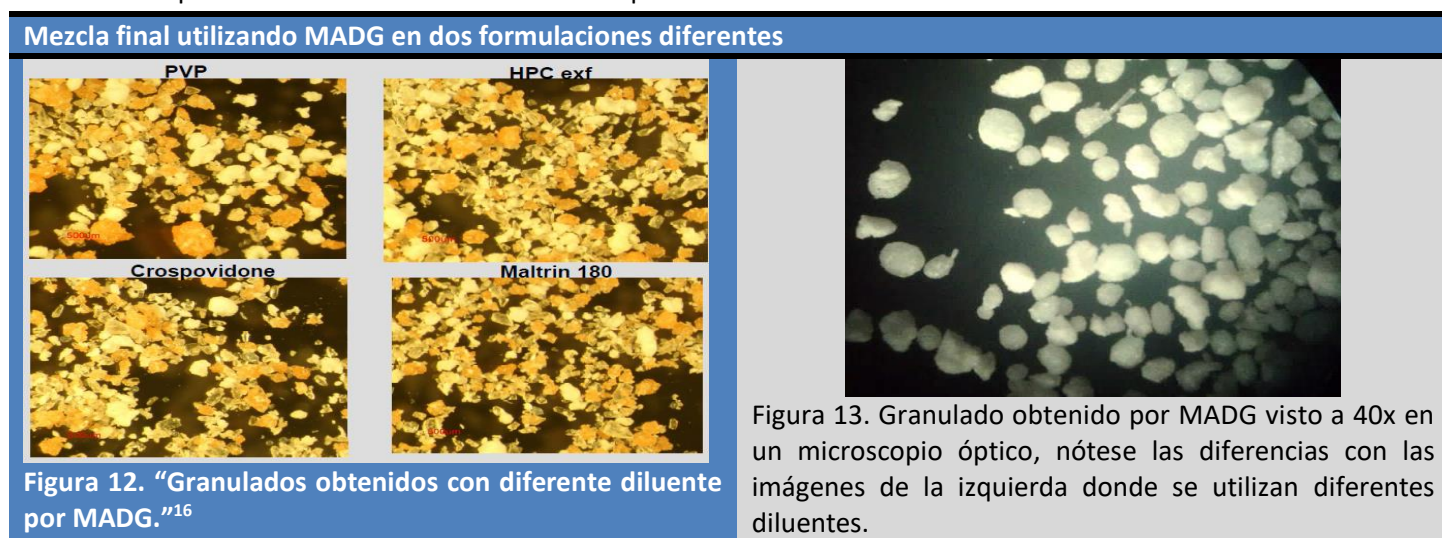 Mezcla final utilizando MADG en dos formulaciones diferentes
PVP
HPC exf
500um
Crospovidone
Maltrin 180
Figura 12. “Granulados obtenidos con diferente diluente
por MADG.”16
Figura 13. Granulado obtenido por MADG visto a 40x en
un microscopio óptico, nótese las diferencias con las
imágenes de la izquierda donde se utilizan diferentes
diluentes.